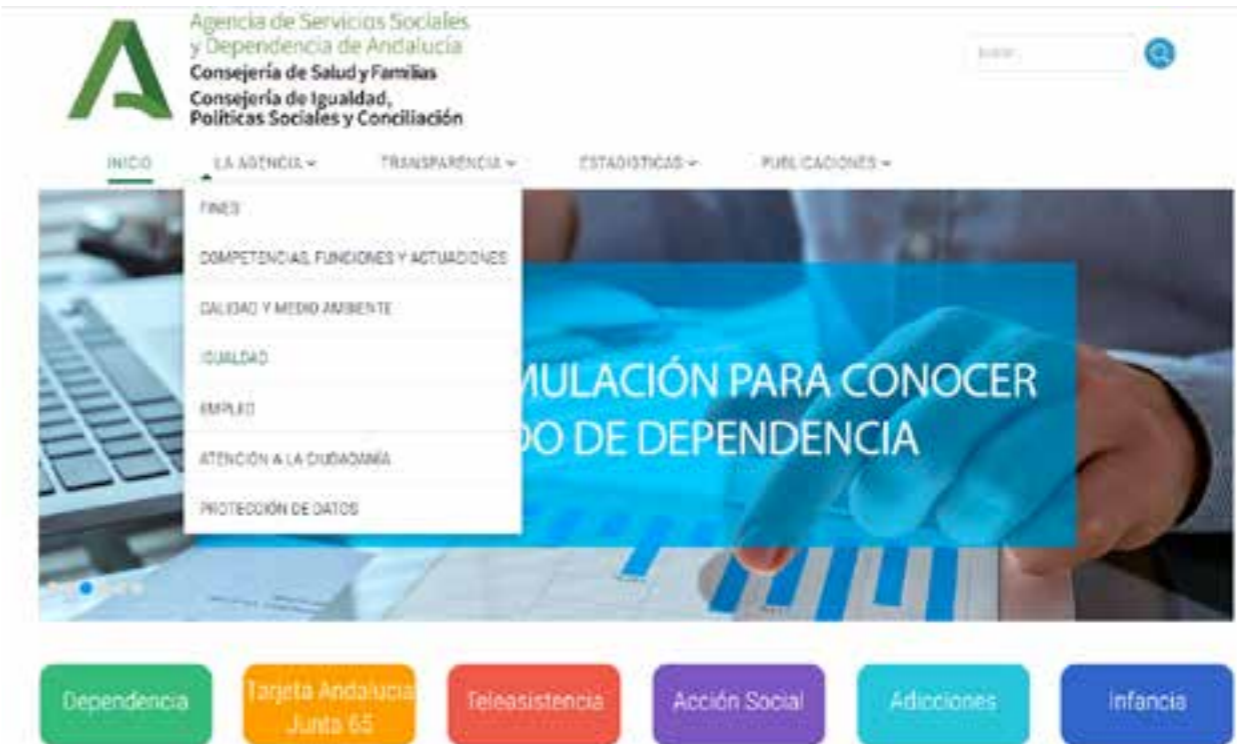 Agencia de Servicios Sociales
y Dependencia de Andalucía
Consejería de Salud y Familias
Consejería de Igualdad,
Políticas Sociales y Conciliación
INICIO LA AGENCIA TRANSPARENCIA ESTADÍSTICAS PUBLICACIONES
FINES
COMPETENCIAS, FUNCIONES Y ACTUACIONES
CALIDAD Y MEDIO AMBIENTE
IGUALDAD
EMPLEO
ATENCIÓN A LA CIUDADANÍA
PROTECCIÓN DE DATOS
MULACIÓN PARA CONOCER
DO DE DEPENDENCIA
Dependencia
Tarjeta Andalucía
Junta 65
Teleasistencia
Acción Social
Adicciones
Infancia